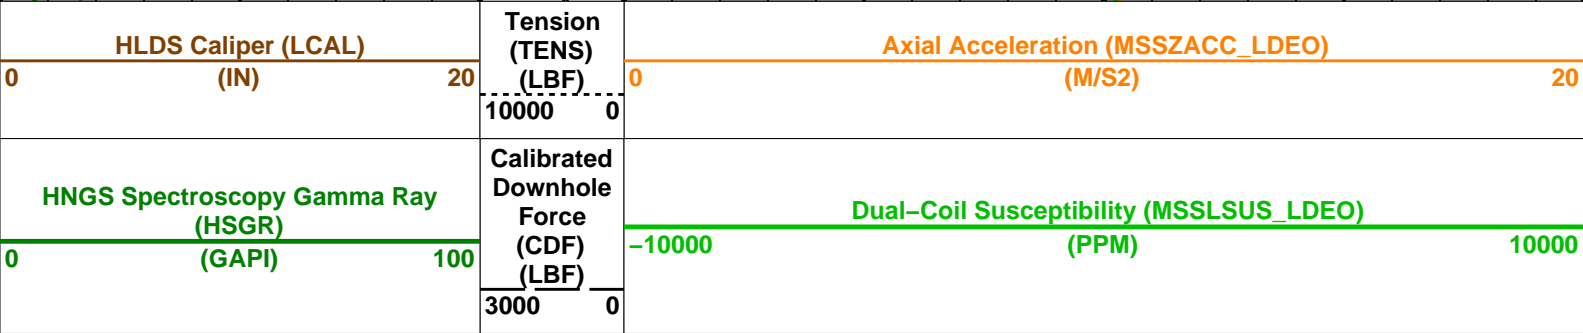 HLDS Caliper (LCAL)
0 (IN) 20
Tension
(TENS)
(LBF)
10000 0
Axial Acceleration (MSSZACC_LDEO)
0 (M/S2) 20
HNGS Spectroscopy Gamma Ray
(HSGR)
0 (GAPI) 100
Calibrated
Downhole
Force
(CDF)
(LBF)
3000 0
Dual−Coil Susceptibility (MSSLSUS_LDEO)
−10000 (PPM) 10000